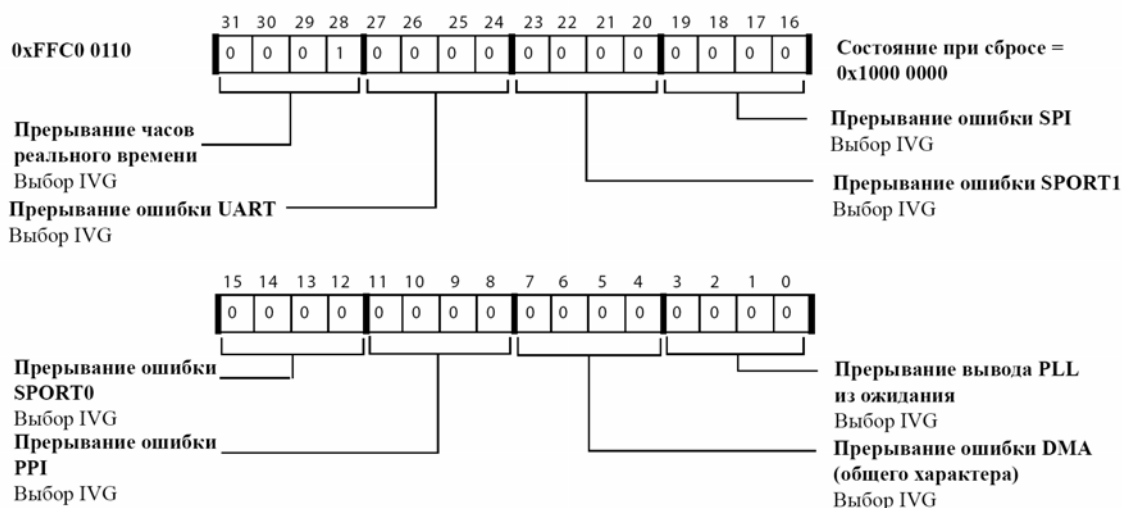 31 30 29 28 27 26 25 24 23 22 21 20 19 18 17 16
0xFFC0 0110
0 0 0 1 0 0 0 0 0 0 0 0 0 0 0 0
Состояние при сбросе =
0x1000 0000
Прерывание часов
реального времени
Выбор IVG
Прерывание ошибки UART
Выбор IVG
Прерывание ошибки SPI
Выбор IVG
Прерывание ошибки SPORT1
Выбор IVG
15 14 13 12 11 10 9 8 7 6 5 4 3 2 1 0
0 0 0 0 0 0 0 0 0 0 0 0 0 0 0 0
Прерывание ошибки
SPORT0
Выбор IVG
Прерывание ошибки
PPI
Выбор IVG
Прерывание вывода PLL
из ожидания
Выбор IVG
Прерывание ошибки DMA
(общего характера)
Выбор IVG